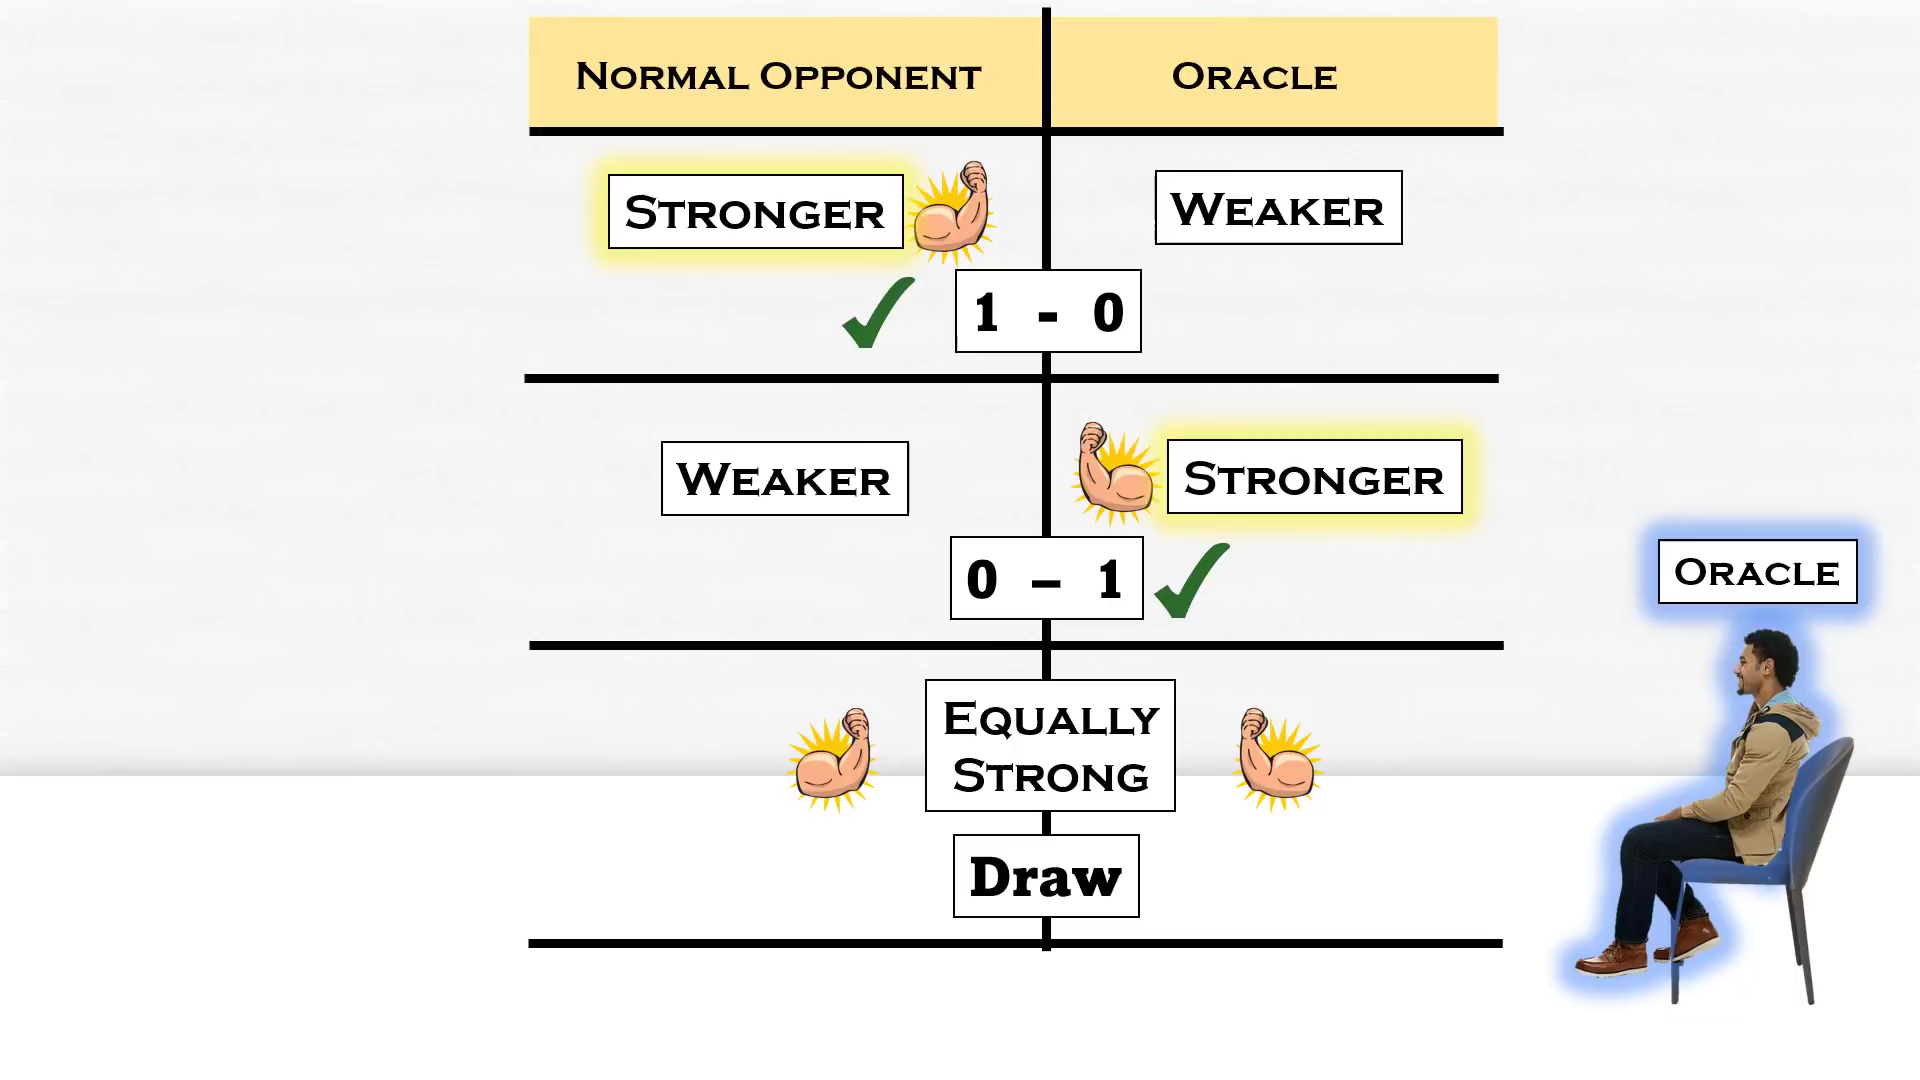 Normal Opponent
Oracle
Stronger
Weaker
1 - 0
Weaker
Stronger
0 – 1
Oracle
Equally
Strong
Draw